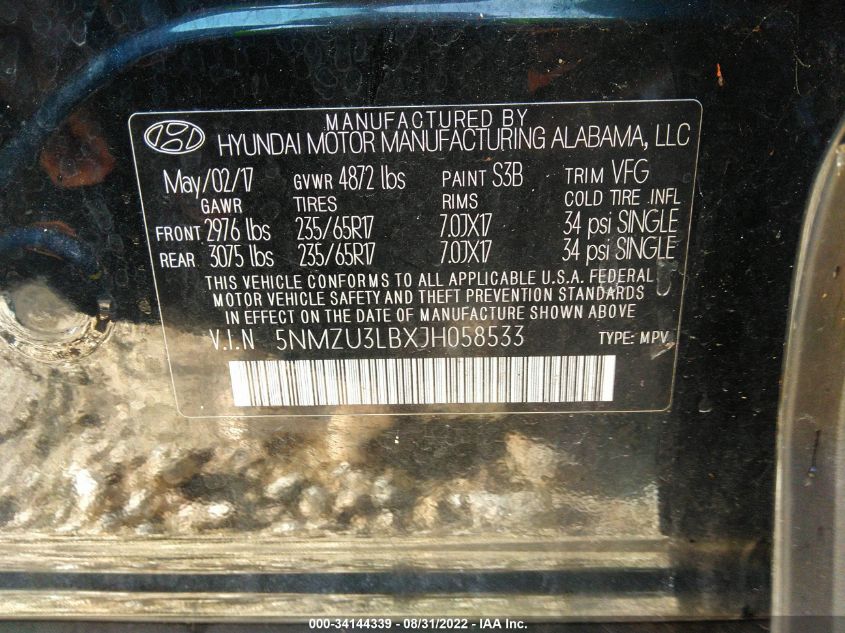 MANUFACTURED BY
HYUNDAI MOTOR MANUFACTURING ALABAMA, LLC
May/02/17 GVWR 4872 lbs PAINT S3B TRIM VFG
GAWR TIRES RIMS COLD TIRE INFL
FRONT 2976 lbs 235/65R17 7.0JX17 34 psi SINGLE
REAR 3075 lbs 235/65R17 7.0JX17 34 psi SINGLE
THIS VEHICLE CONFORMS TO ALL APPLICABLE U.S.A. FEDERAL
MOTOR VEHICLE SAFETY AND THEFT PREVENTION STANDARDS
IN EFFECT ON THE DATE OF MANUFACTURE SHOWN ABOVE
V.I.N 5NMZU3LBXJH058533 TYPE: MPV
000-34144339 - 08/31/2022 - IAA Inc.